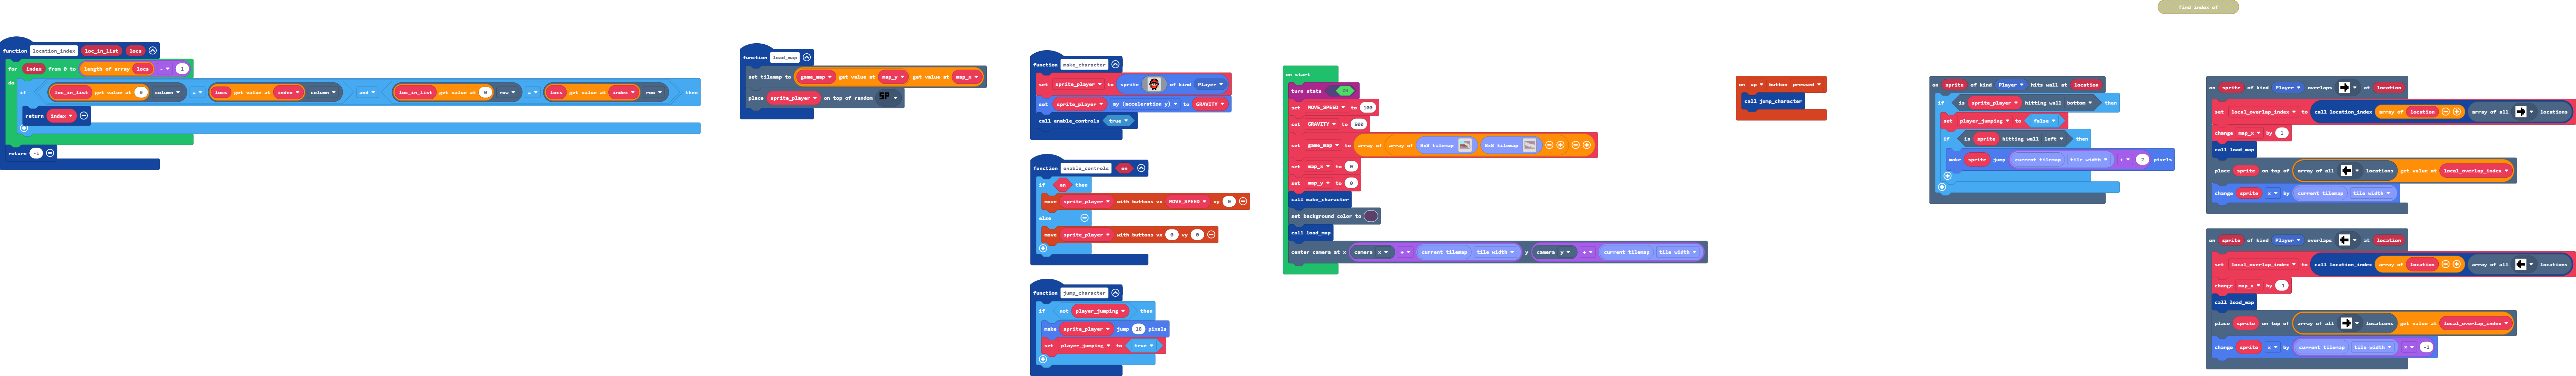 find index of
function location_index loc_in_list locs
for index from 0 to length of array locs - 1
do
if loc_in_list get value at 0 column = locs get value at index column and loc_in_list get value at 0 row = locs get value at index row then
return index
return -1
function load_map
set tilemap to game_map get value at map_y get value at map_x
place sprite_player on top of random SP
function make_character
set sprite_player to sprite of kind Player
set sprite_player ay (acceleration y) to GRAVITY
call enable_controls true
function enable_controls en
if en then
move sprite_player with buttons vx MOVE_SPEED vy 0
else
move sprite_player with buttons vx 0 vy 0
function jump_character
if not player_jumping then
make sprite_player jump 18 pixels
set player_jumping to true
on start
turn stats ON
set MOVE_SPEED to 100
set GRAVITY to 500
set game_map to array of array of 8x8 tilemap 8x8 tilemap
set map_x to 0
set map_y to 0
call make_character
set background color to
call load_map
center camera at x camera x + current tilemap tile width y camera y + current tilemap tile width
on up button pressed
call jump_character
on sprite of kind Player hits wall at location
if is sprite_player hitting wall bottom then
set player_jumping to false
if is sprite hitting wall left then
make sprite jump current tilemap tile width + 2 pixels
on sprite of kind Player overlaps at location
set local_overlap_index to call location_index array of location array of all locations
change map_x by 1
call load_map
place sprite on top of array of all locations get value at local_overlap_index
change sprite x by current tilemap tile width
on sprite of kind Player overlaps at location
set local_overlap_index to call location_index array of location array of all locations
change map_x by -1
call load_map
place sprite on top of array of all locations get value at local_overlap_index
change sprite x by current tilemap tile width × -1